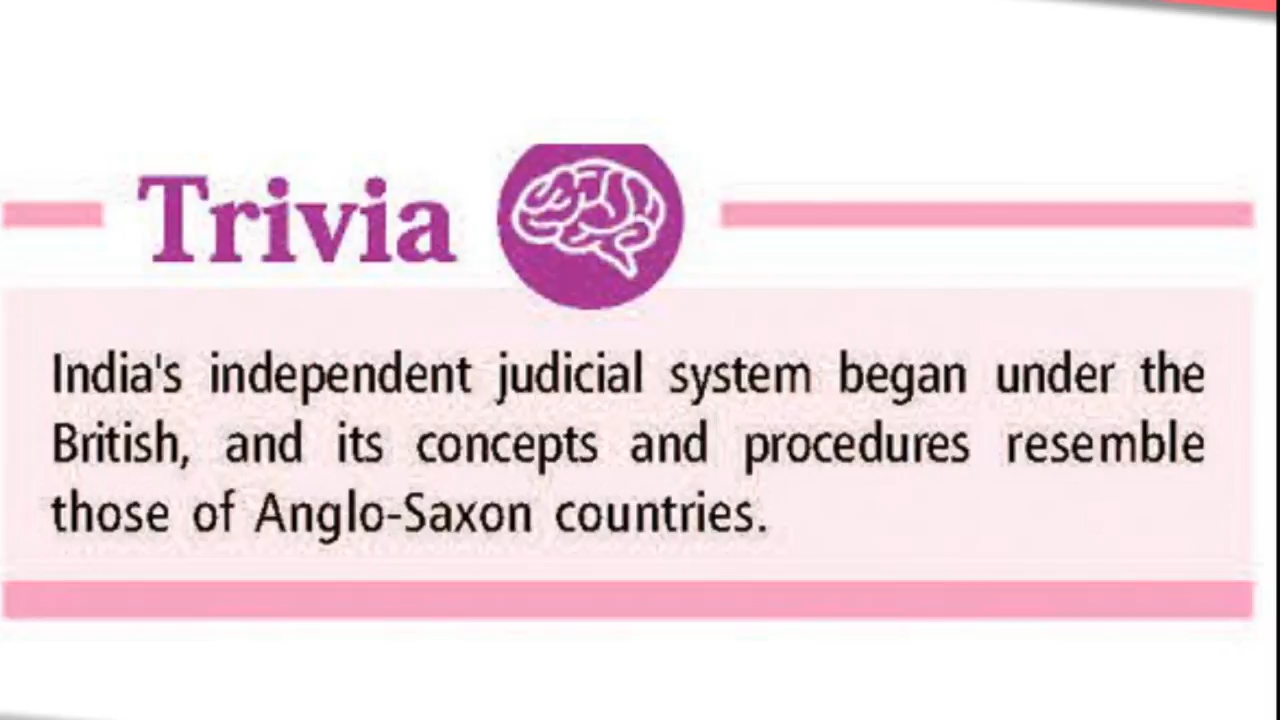 Trivia
India's independent judicial system began under the
British, and its concepts and procedures resemble
those of Anglo-Saxon countries.